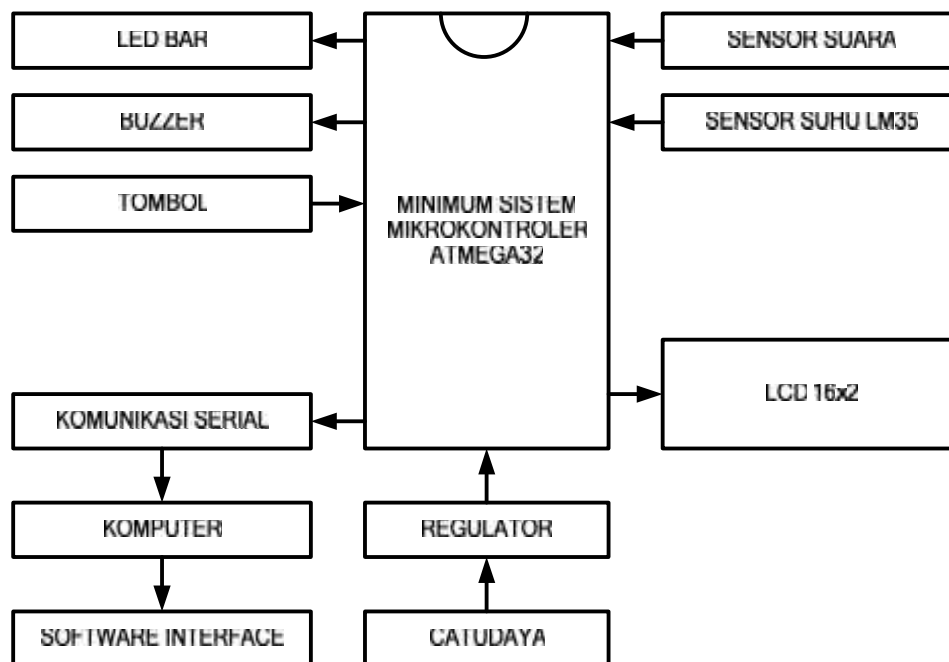 LED BAR
SENSOR SUARA
BUZZER
SENSOR SUHU LM35
TOMBOL
MINIMUM SISTEM
MIKROKONTROLER
ATMEGA32
LCD 16x2
KOMUNIKASI SERIAL
KOMPUTER
REGULATOR
SOFTWARE INTERFACE
CATUDAYA